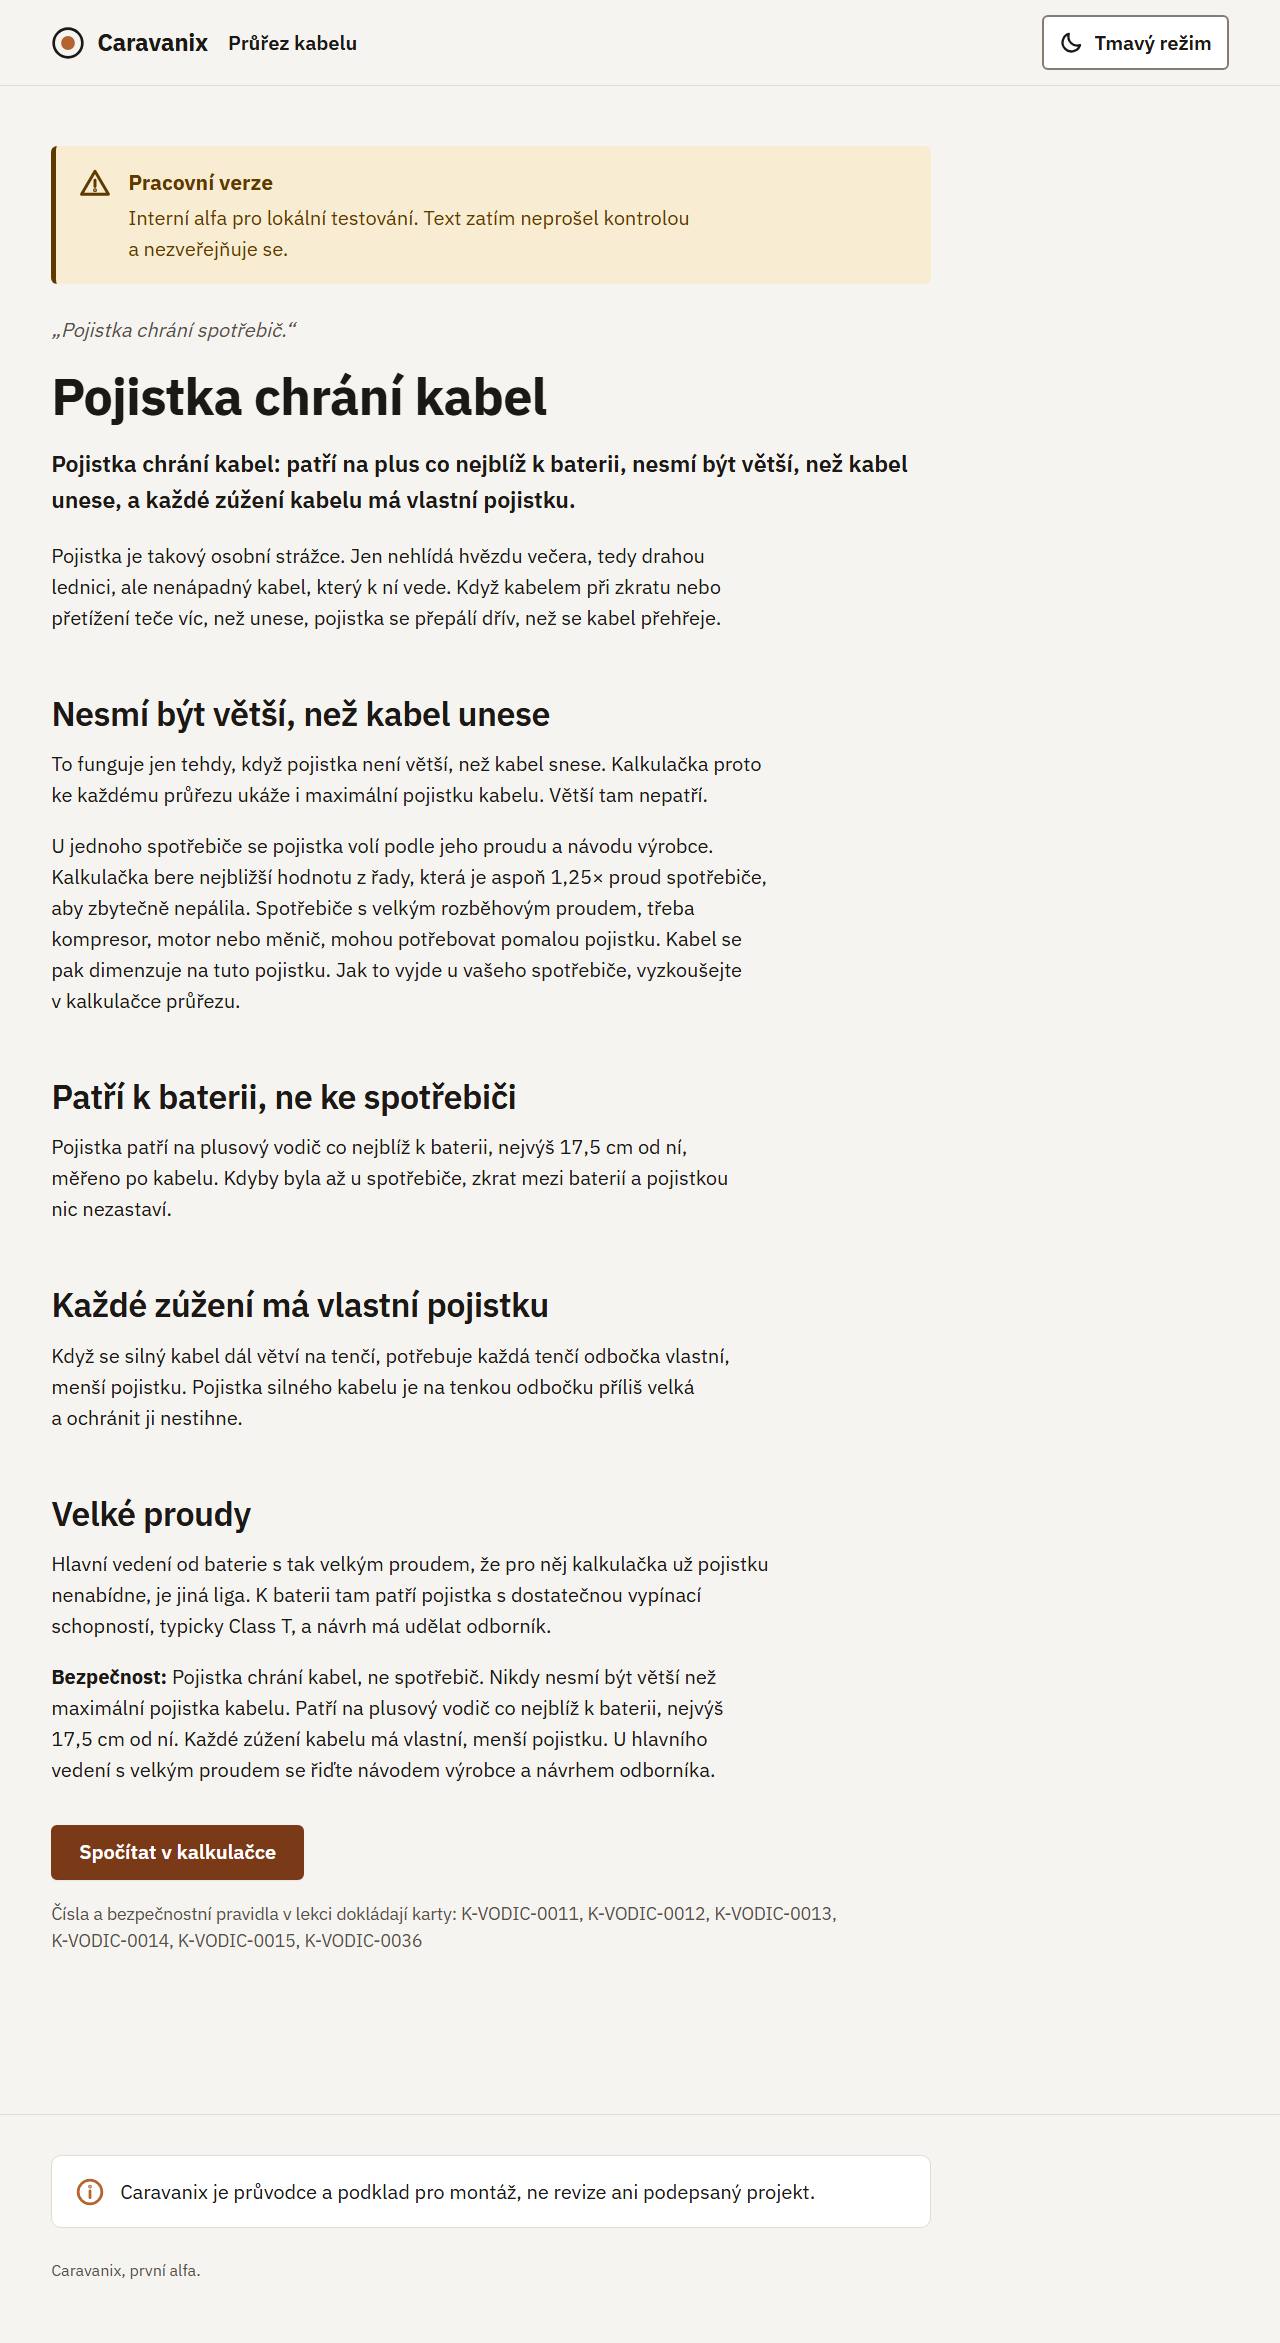 Caravanix Průřez kabelu
Tmavý režim
Pracovní verze
Interní alfa pro lokální testování. Text zatím neprošel kontrolou
a nezveřejňuje se.
„Pojistka chrání spotřebič.“
Pojistka chrání kabel
Pojistka chrání kabel: patří na plus co nejblíž k baterii, nesmí být větší, než kabel
unese, a každé zúžení kabelu má vlastní pojistku.
Pojistka je takový osobní strážce. Jen nehlídá hvězdu večera, tedy drahou
lednici, ale nenápadný kabel, který k ní vede. Když kabelem při zkratu nebo
přetížení teče víc, než unese, pojistka se přepálí dřív, než se kabel přehřeje.
Nesmí být větší, než kabel unese
To funguje jen tehdy, když pojistka není větší, než kabel snese. Kalkulačka proto
ke každému průřezu ukáže i maximální pojistku kabelu. Větší tam nepatří.
U jednoho spotřebiče se pojistka volí podle jeho proudu a návodu výrobce.
Kalkulačka bere nejbližší hodnotu z řady, která je aspoň 1,25× proud spotřebiče,
aby zbytečně nepálila. Spotřebiče s velkým rozběhovým proudem, třeba
kompresor, motor nebo měnič, mohou potřebovat pomalou pojistku. Kabel se
pak dimenzuje na tuto pojistku. Jak to vyjde u vašeho spotřebiče, vyzkoušejte
v kalkulačce průřezu.
Patří k baterii, ne ke spotřebiči
Pojistka patří na plusový vodič co nejblíž k baterii, nejvýš 17,5 cm od ní,
měřeno po kabelu. Kdyby byla až u spotřebiče, zkrat mezi baterií a pojistkou
nic nezastaví.
Každé zúžení má vlastní pojistku
Když se silný kabel dál větví na tenčí, potřebuje každá tenčí odbočka vlastní,
menší pojistku. Pojistka silného kabelu je na tenkou odbočku příliš velká
a ochránit ji nestihne.
Velké proudy
Hlavní vedení od baterie s tak velkým proudem, že pro něj kalkulačka už pojistku
nenabídne, je jiná liga. K baterii tam patří pojistka s dostatečnou vypínací
schopností, typicky Class T, a návrh má udělat odborník.
Bezpečnost: Pojistka chrání kabel, ne spotřebič. Nikdy nesmí být větší než
maximální pojistka kabelu. Patří na plusový vodič co nejblíž k baterii, nejvýš
17,5 cm od ní. Každé zúžení kabelu má vlastní, menší pojistku. U hlavního
vedení s velkým proudem se řiďte návodem výrobce a návrhem odborníka.
Spočítat v kalkulačce
Čísla a bezpečnostní pravidla v lekci dokládají karty: K-VODIC-0011, K-VODIC-0012, K-VODIC-0013,
K-VODIC-0014, K-VODIC-0015, K-VODIC-0036
Caravanix je průvodce a podklad pro montáž, ne revize ani podepsaný projekt.
Caravanix, první alfa.